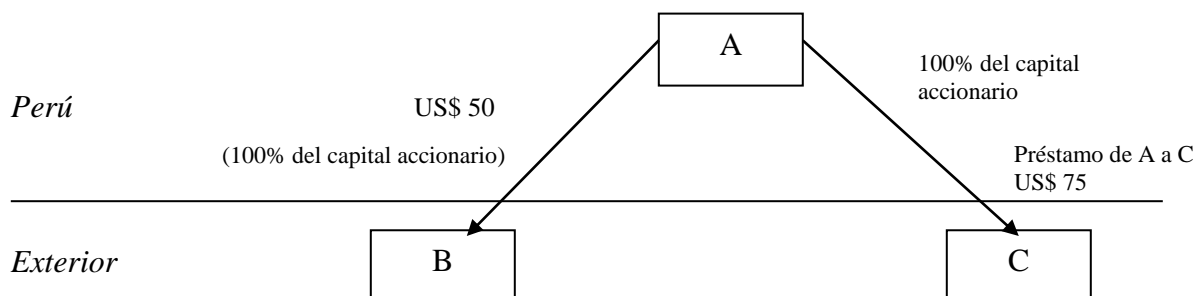 A
100% del capital
accionario
Perú
US$ 50
(100% del capital accionario)
Préstamo de A a C
US$ 75
Exterior
B
C